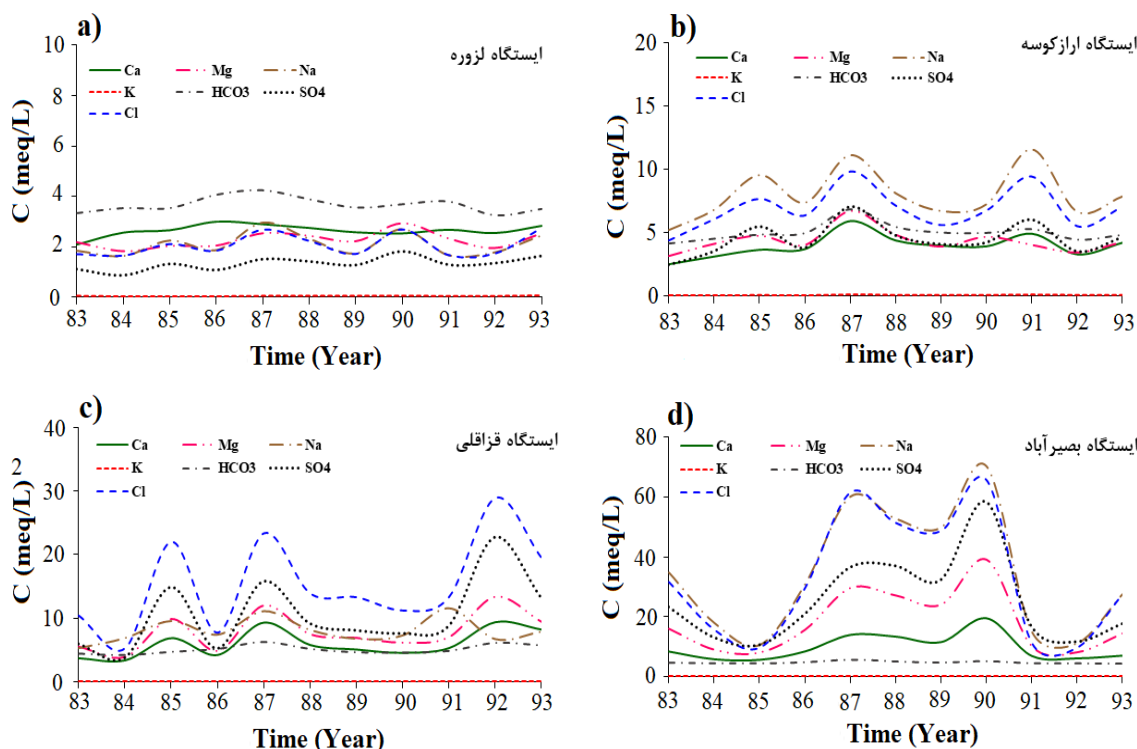 a)
ایستگاه لزوره
C (meq/L)
10
8
6
4
2
0
Ca
Mg
Na
K
HCO3
SO4
Cl
83 84 85 86 87 88 89 90 91 92 93
Time (Year)
b)
ایستگاه ارازکوسه
C (meq/L)
20
15
10
5
0
Ca
Mg
Na
K
HCO3
SO4
Cl
83 84 85 86 87 88 89 90 91 92 93
Time (Year)
c)
ایستگاه قزاقلی
C (meq/L) 2
40
30
20
10
0
Ca
Mg
Na
K
HCO3
SO4
Cl
83 84 85 86 87 88 89 90 91 92 93
Time (Year)
d)
ایستگاه بصیرآباد
C (meq/L)
80
60
40
20
0
Ca
Mg
Na
K
HCO3
SO4
Cl
83 84 85 86 87 88 89 90 91 92 93
Time (Year)